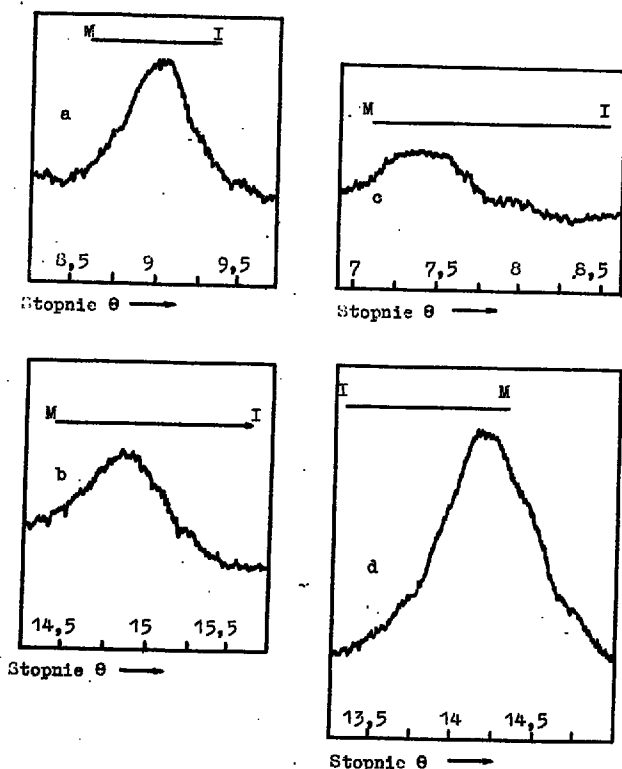 M I
a
8,5 9 9,5
Stopnie θ
M I
c
7 7,5 8 8,5
Stopnie θ
M I
b
14,5 15 15,5
Stopnie θ
I M
d
13,5 14 14,5
Stopnie θ